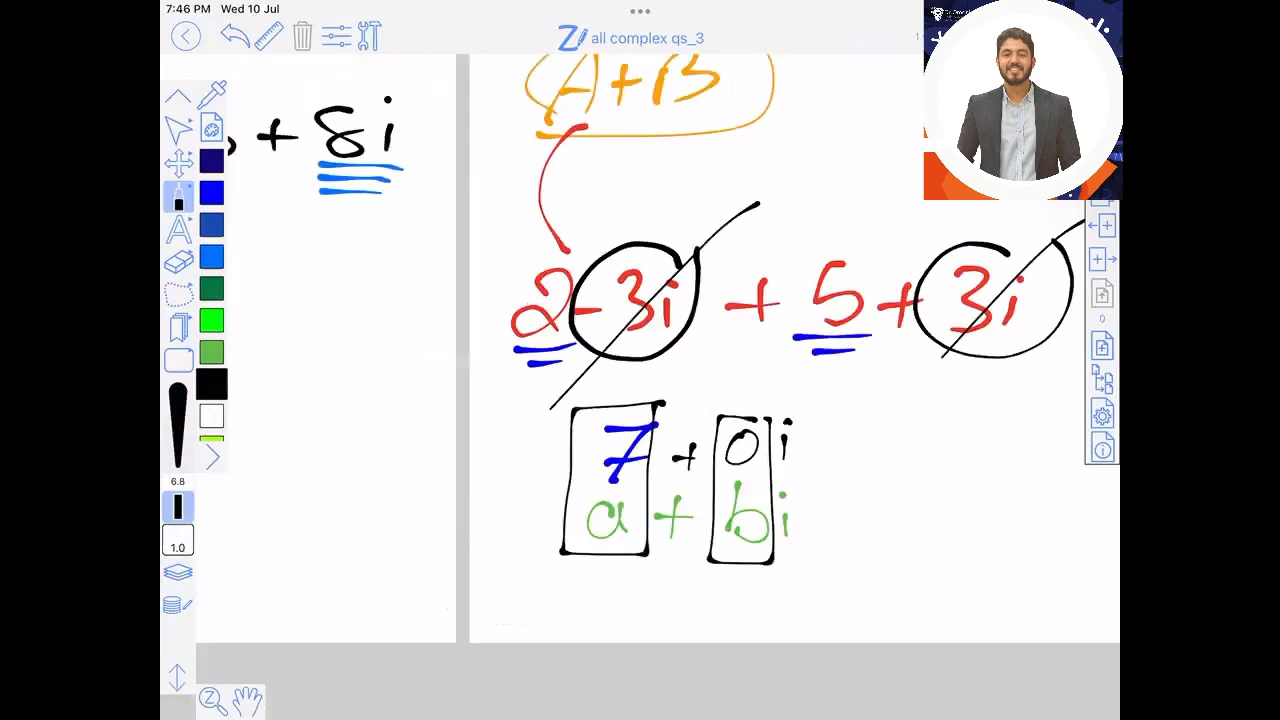 7:46 PM Wed 10 Jul
all complex qs_3
A + B
+ 8i
2 - 3i + 5 + 3i
7 + 0i
a + bi
6.8
1.0
0